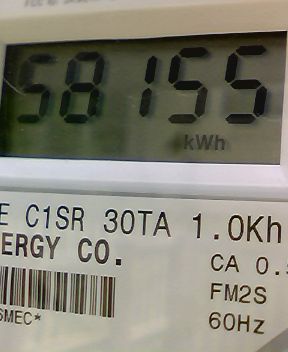 58155
kWh
E C1SR 30TA 1.0Kh
ERGY CO.
CA 0.
FM2S
SMEC*
60Hz